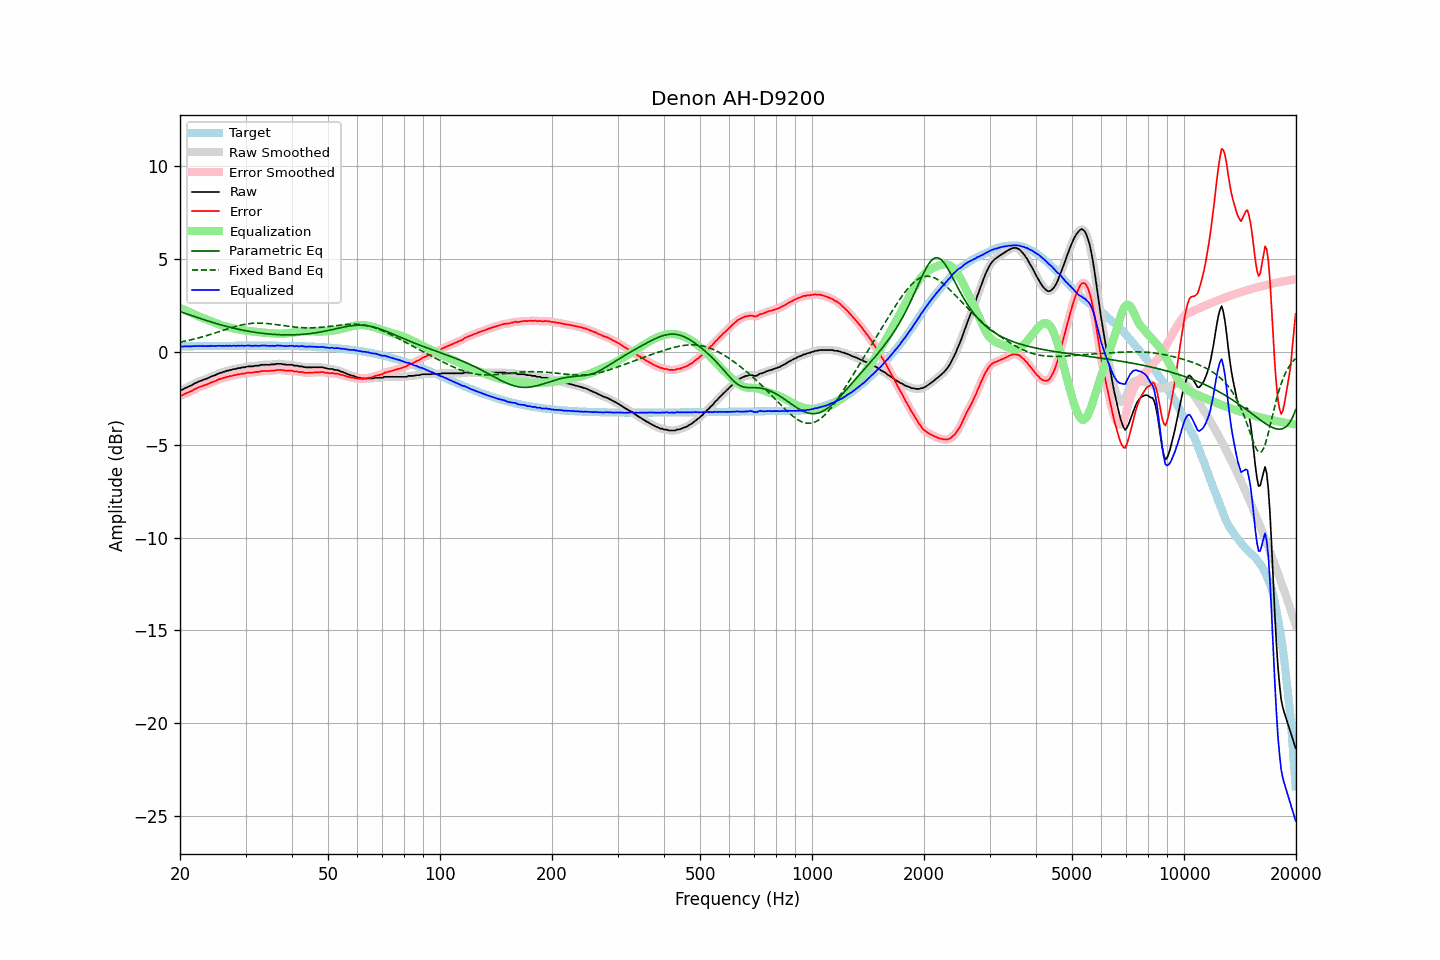 Denon AH-D9200
Target
Raw Smoothed
Error Smoothed
Raw
Error
Equalization
Parametric Eq
Fixed Band Eq
Equalized
Amplitude (dBr)
10
5
0
−5
−10
−15
−20
−25
20 50 100 200 500 1000 2000 5000 10000 20000
Frequency (Hz)